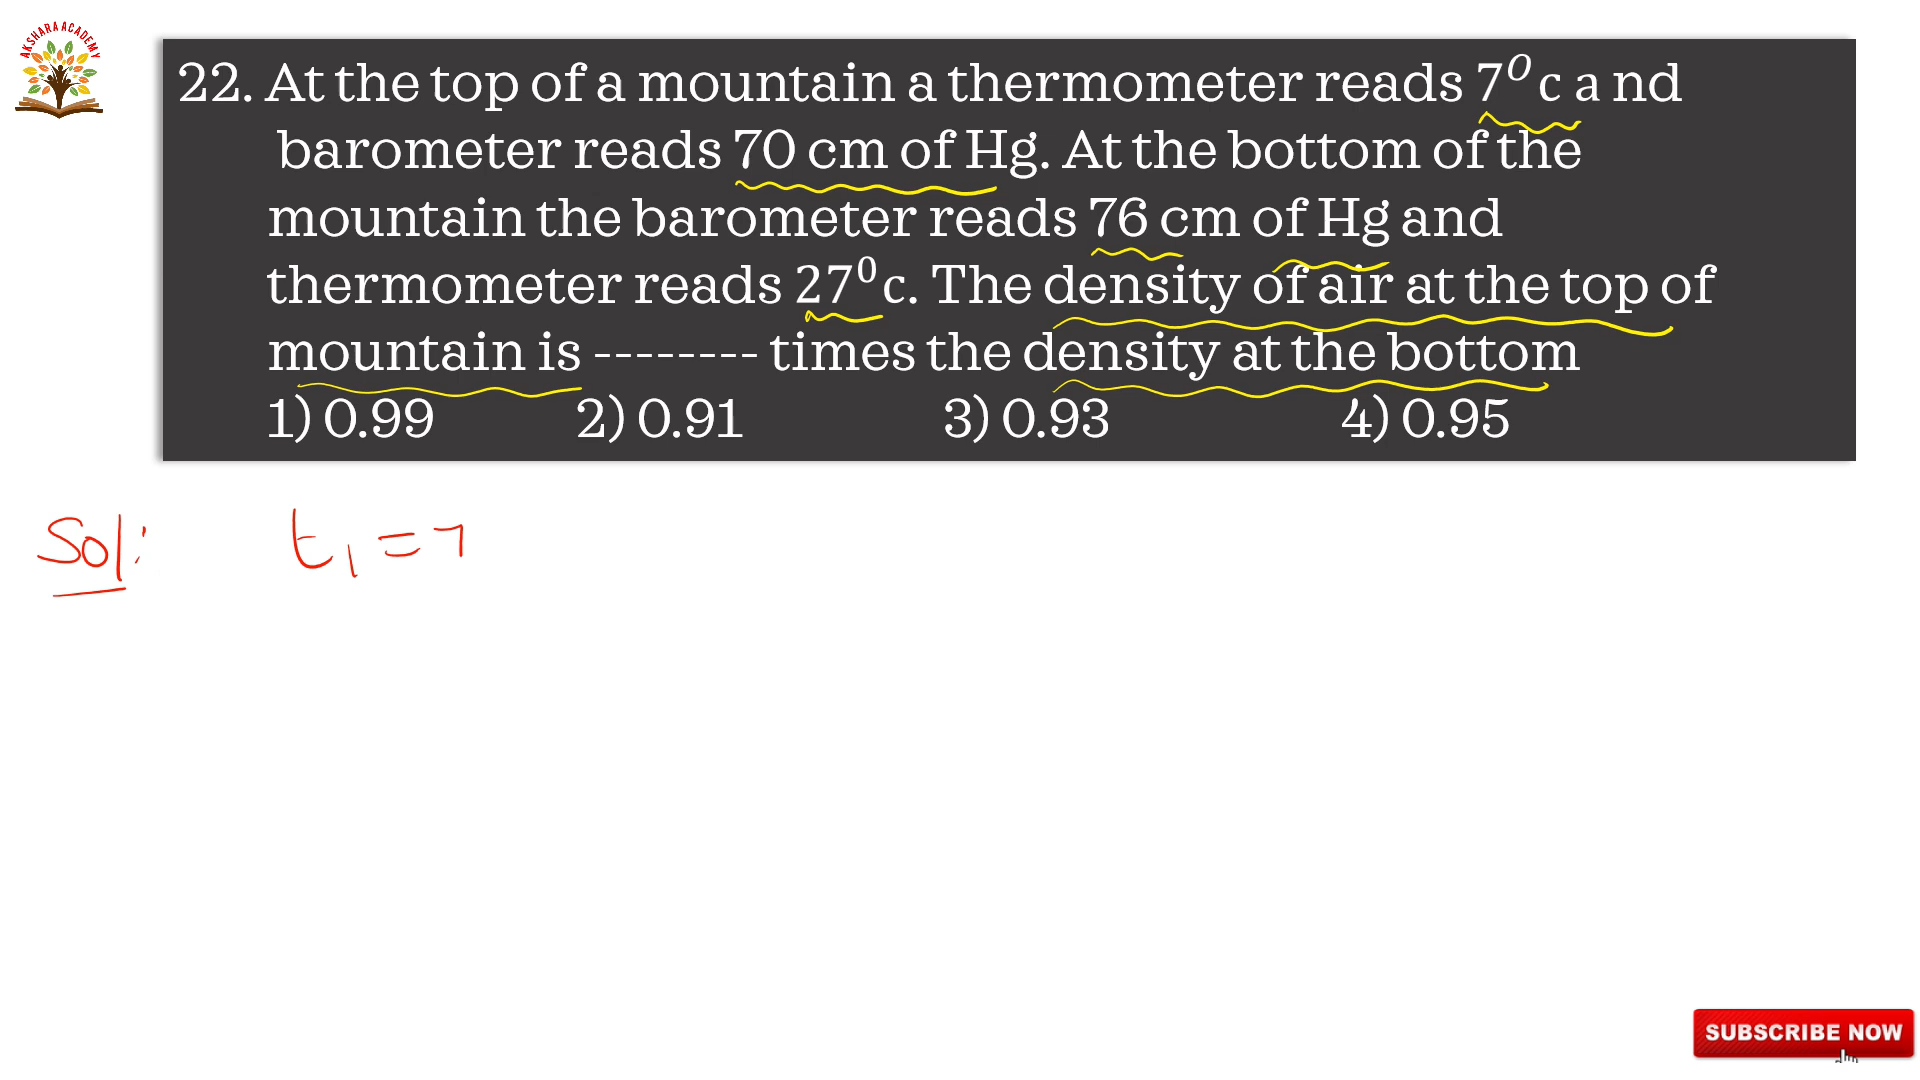 AKSHARA ACADEMY
22. At the top of a mountain a thermometer reads 7ᴼc a nd
barometer reads 70 cm of Hg. At the bottom of the
mountain the barometer reads 76 cm of Hg and
thermometer reads 27⁰c. The density of air at the top of
mountain is -------- times the density at the bottom
1) 0.99 2) 0.91 3) 0.93 4) 0.95
Sol: t₁ = 7
SUBSCRIBE NOW